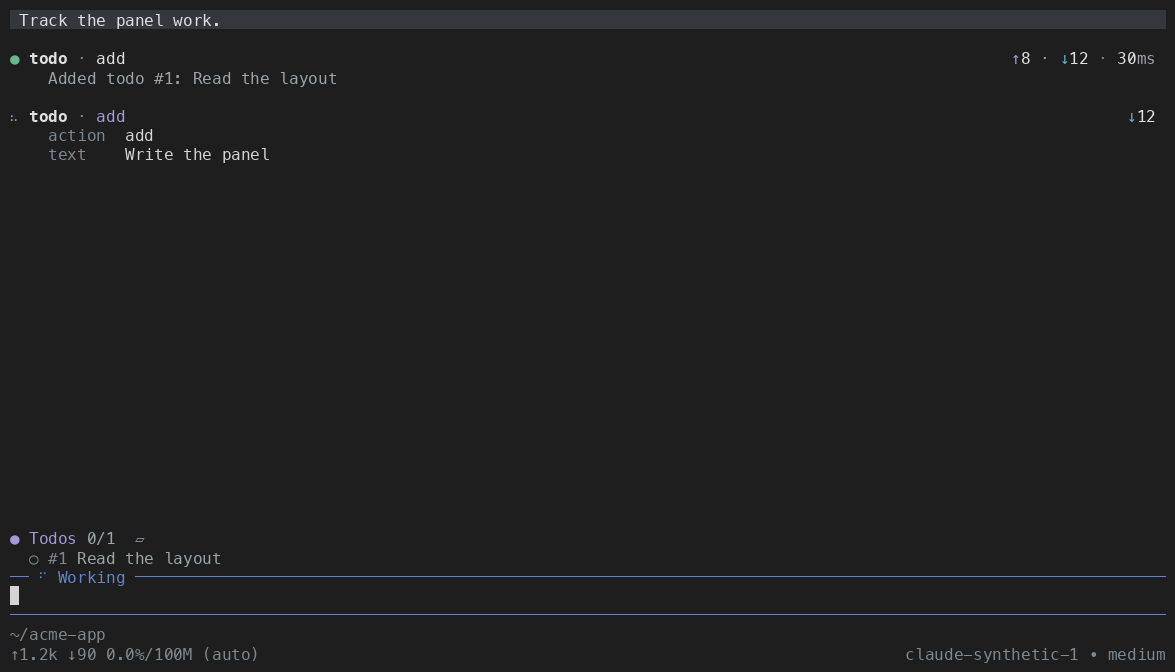 Track the panel work.
● todo · add ↑8 · ↓12 · 30ms
Added todo #1: Read the layout
todo · add ↓12
action add
text Write the panel
● Todos 0/1 ▱
○ #1 Read the layout
Working
~/acme-app
↑1.2k ↓90 0.0%/100M (auto) claude-synthetic-1 • medium